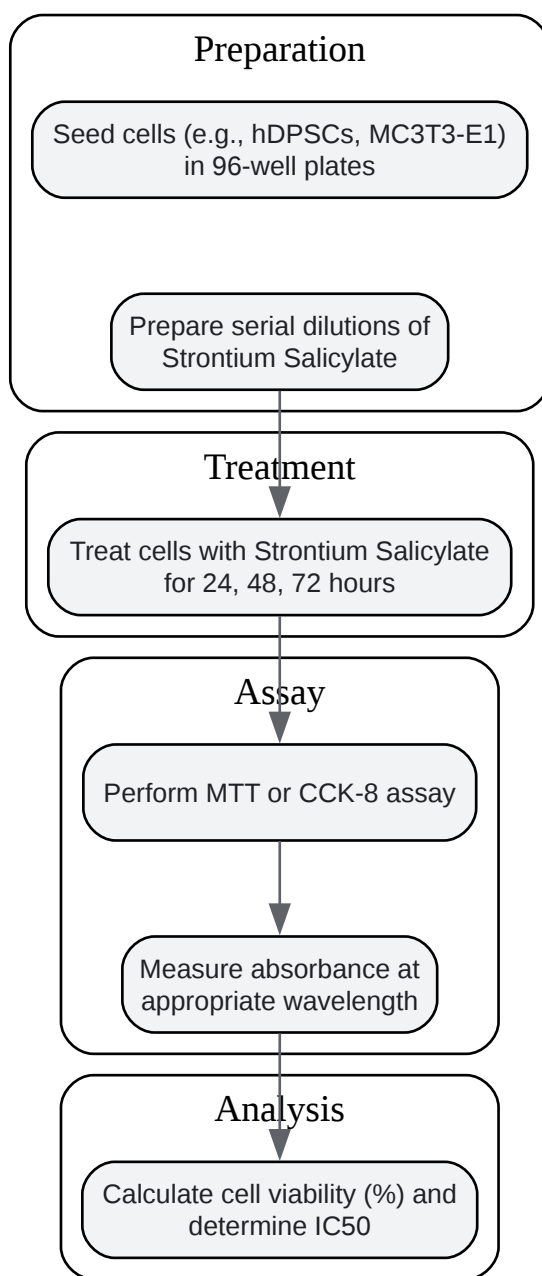 Preparation
Seed cells (e.g., hDPSCs, MC3T3-E1)
in 96-well plates
Prepare serial dilutions of
Strontium Salicylate
Treatment
Treat cells with Strontium Salicylate
for 24, 48, 72 hours
Assay
Perform MTT or CCK-8 assay
Measure absorbance at
appropriate wavelength
Analysis
Calculate cell viability (%) and
determine IC50